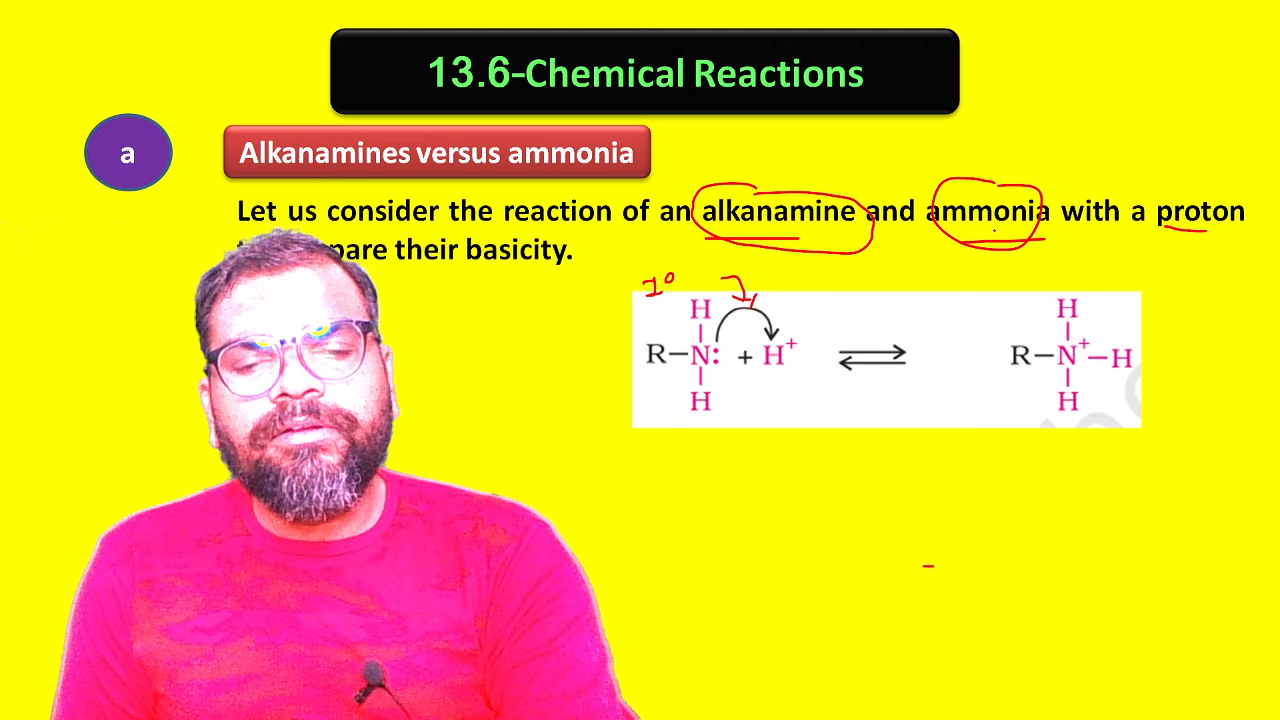 13.6-Chemical Reactions
a
Alkanamines versus ammonia
Let us consider the reaction of an alkanamine and ammonia with a proton
their basicity.
1°
H H
R–N: + H+ ⇌ R–N+–H
H H